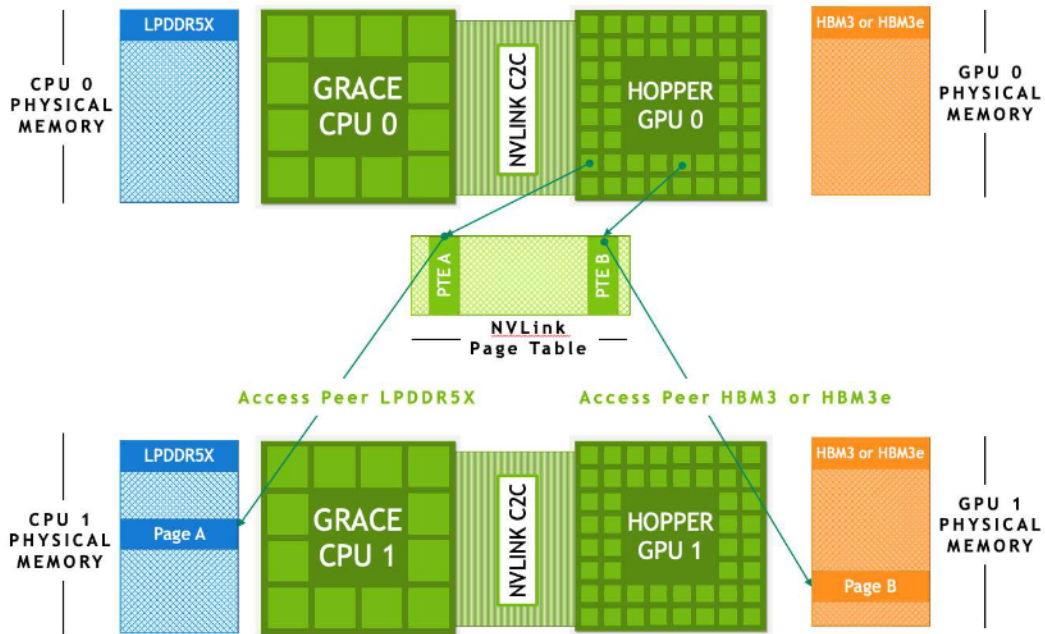 LPDDR5X
CPU 0
PHYSICAL
MEMORY
GRACE
CPU 0
NVLINK C2C
HOPPER
GPU 0
HBM3 or HBM3e
GPU 0
PHYSICAL
MEMORY
PTE A
PTE B
NVLink
Page Table
Access Peer LPDDR5X
Access Peer HBM3 or HBM3e
LPDDR5X
CPU 1
PHYSICAL
MEMORY
Page A
GRACE
CPU 1
NVLINK C2C
HOPPER
GPU 1
HBM3 or HBM3e
Page B
GPU 1
PHYSICAL
MEMORY